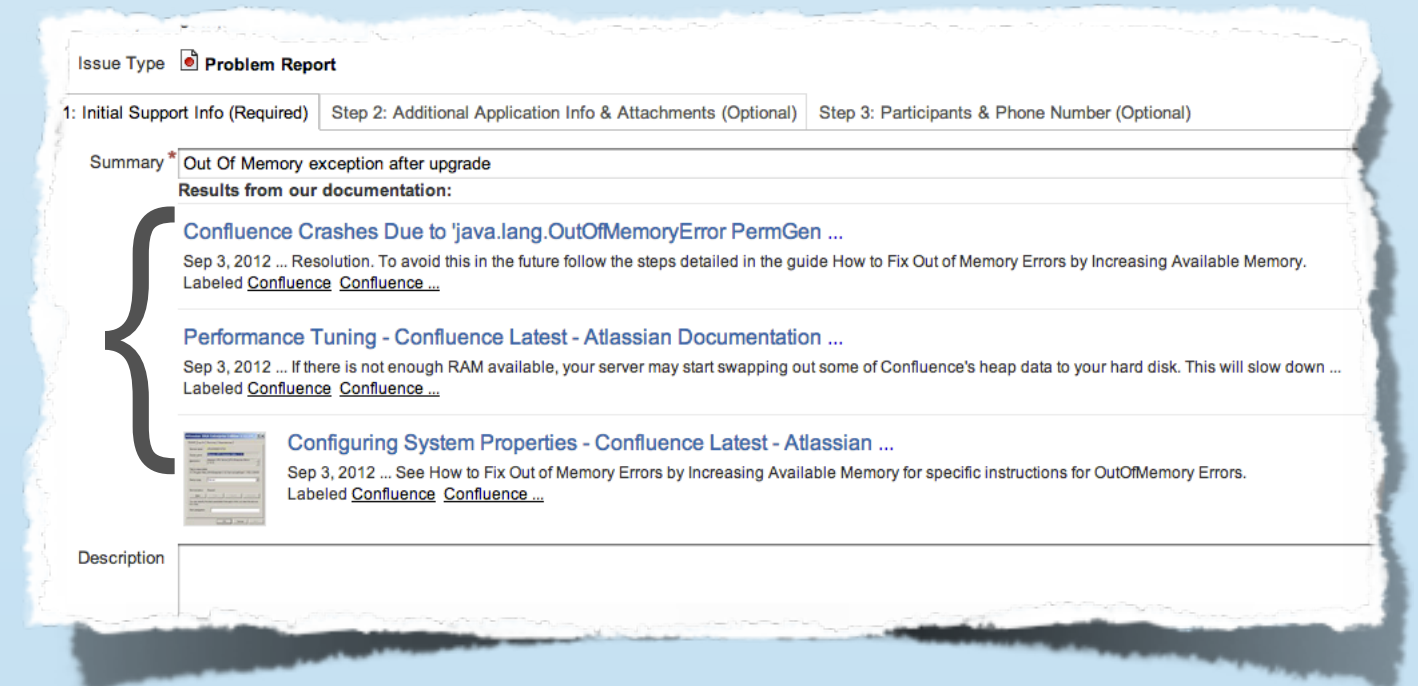 Issue Type Problem Report
1: Initial Support Info (Required) Step 2: Additional Application Info & Attachments (Optional) Step 3: Participants & Phone Number (Optional)
Summary * Out Of Memory exception after upgrade
Results from our documentation:
Confluence Crashes Due to 'java.lang.OutOfMemoryError PermGen ...
Sep 3, 2012 ... Resolution. To avoid this in the future follow the steps detailed in the guide How to Fix Out of Memory Errors by Increasing Available Memory.
Labeled Confluence Confluence ...
Performance Tuning - Confluence Latest - Atlassian Documentation ...
Sep 3, 2012 ... If there is not enough RAM available, your server may start swapping out some of Confluence's heap data to your hard disk. This will slow down ...
Labeled Confluence Confluence ...
Configuring System Properties - Confluence Latest - Atlassian ...
Sep 3, 2012 ... See How to Fix Out of Memory Errors by Increasing Available Memory for specific instructions for OutOfMemory Errors.
Labeled Confluence Confluence ...
Description